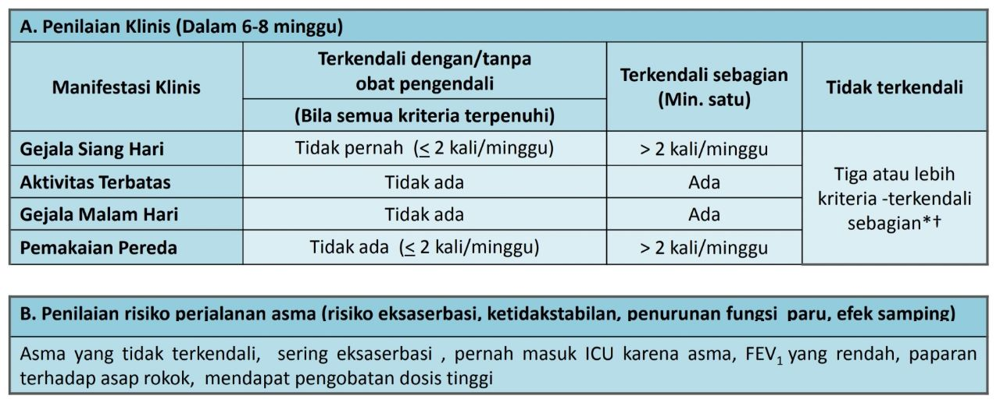 A. Penilaian Klinis (Dalam 6-8 minggu)
Manifestasi Klinis
Terkendali dengan/tanpa
obat pengendali
(Bila semua kriteria terpenuhi)
Terkendali sebagian
(Min. satu)
Tidak terkendali
Gejala Siang Hari
Tidak pernah (≤ 2 kali/minggu)
> 2 kali/minggu
Aktivitas Terbatas
Tidak ada
Ada
Gejala Malam Hari
Tidak ada
Ada
Pemakaian Pereda
Tidak ada (≤ 2 kali/minggu)
> 2 kali/minggu
Tiga atau lebih
kriteria -terkendali
sebagian*†
B. Penilaian risiko perjalanan asma (risiko eksaserbasi, ketidakstabilan, penurunan fungsi paru, efek samping)
Asma yang tidak terkendali, sering eksaserbasi , pernah masuk ICU karena asma, FEV₁ yang rendah, paparan
terhadap asap rokok, mendapat pengobatan dosis tinggi